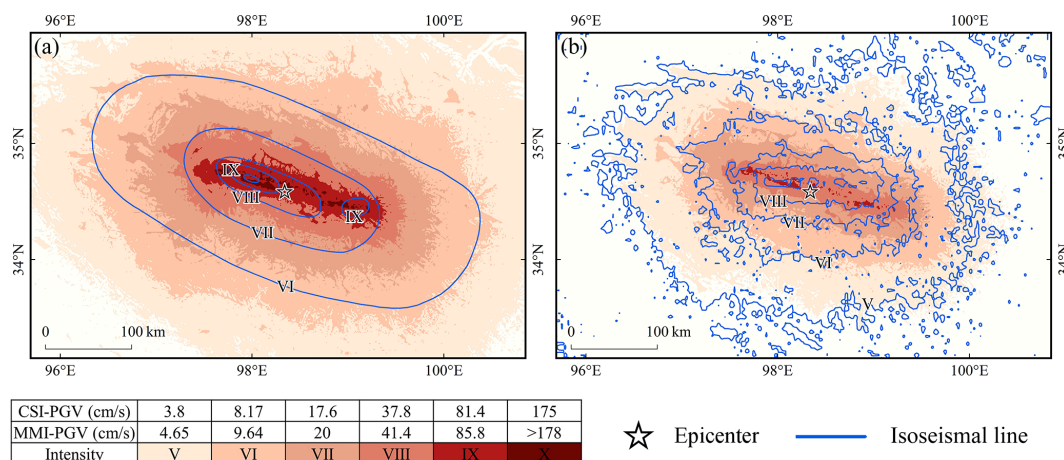 96°E 98°E 100°E 96°E 98°E 100°E
(a) (b)
35°N 35°N
IX
VIII VIII
IX
VII VII
34°N 34°N
VI VI
V
0 100 km 0 100 km
96°E 98°E 100°E 96°E 98°E 100°E
CSI-PGV (cm/s) 3.8 8.17 17.6 37.8 81.4 175
MMI-PGV (cm/s) 4.65 9.64 20 41.4 85.8 >178
Intensity V VI VII VIII IX X
Epicenter Isoseismal line